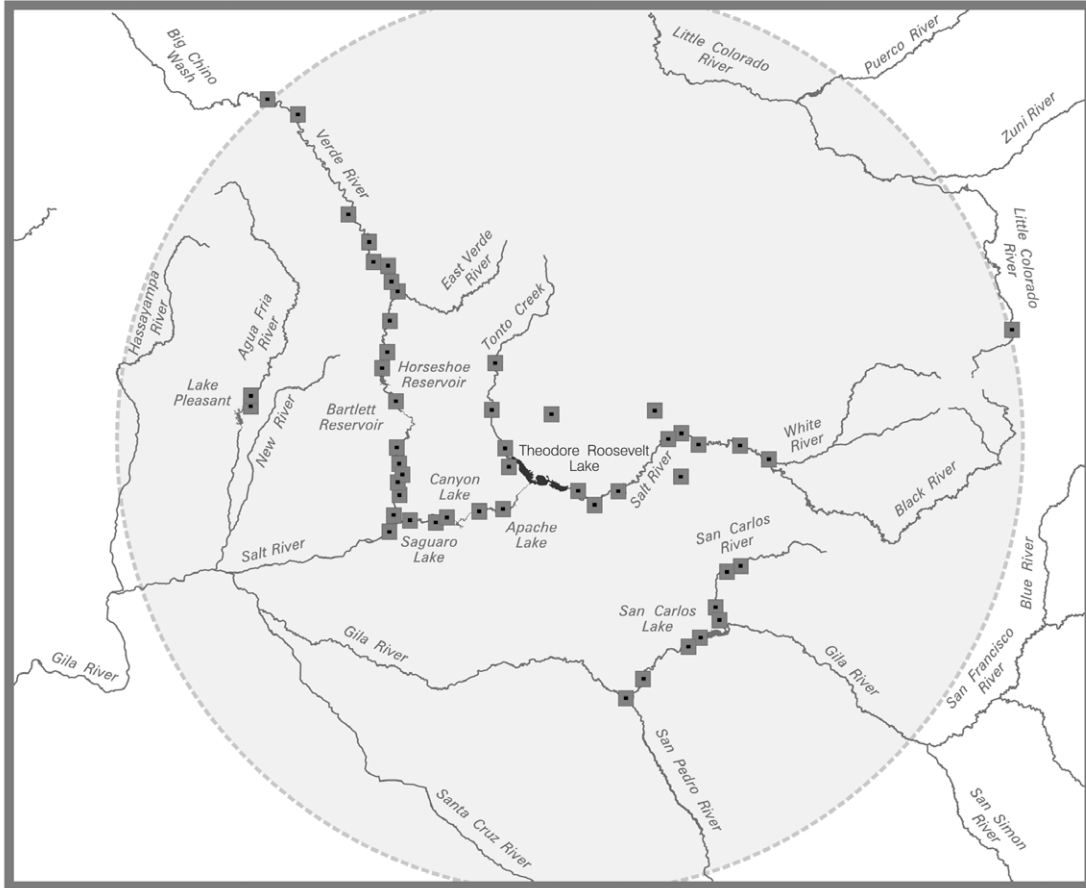 Big Chino
Wash
Little Colorado
River
Puerco River
Zuni River
Verde River
Little Colorado
River
East Verde
River
Hassayampa
River
Agua Fria
River
Tonto Creek
Lake
Pleasant
New River
Horseshoe
Reservoir
Bartlett
Reservoir
Theodore Roosevelt
Lake
White
River
Canyon
Lake
Salt River
Black River
Apache
Lake
Saguaro
Lake
Salt River
San Carlos
River
Blue River
San Carlos
Lake
Gila River
Gila River
Gila River
San Francisco
River
San Pedro River
Santa Cruz River
San Simon
River